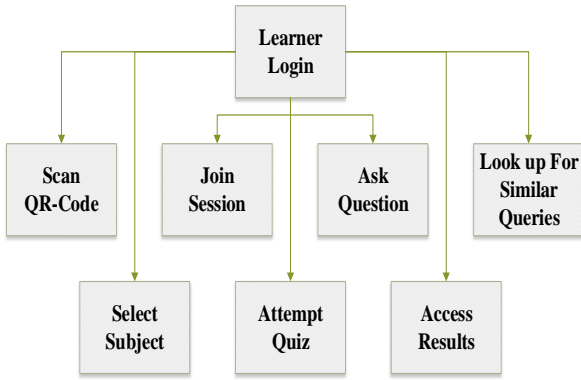 Learner
Login
Scan
QR-Code
Join
Session
Ask
Question
Look up For
Similar
Queries
Select
Subject
Attempt
Quiz
Access
Results